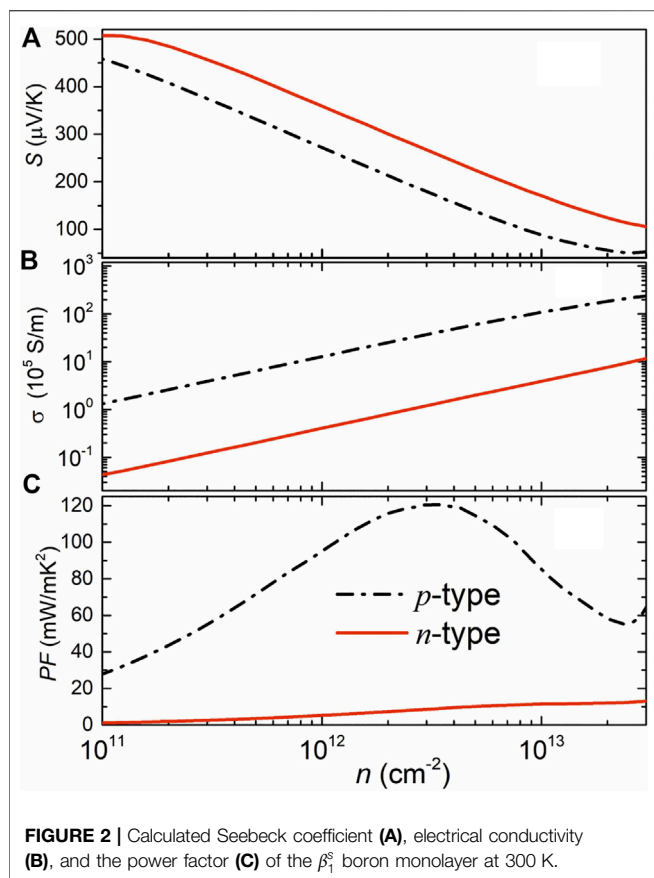 A
500
400
300
200
100
S (μV/K)
B
10³
10²
10¹
10⁰
10⁻¹
σ (10⁵ S/m)
C
120
100
80
60
40
20
0
PF (mW/mK²)
p-type
n-type
10¹¹
10¹²
10¹³
n (cm⁻²)
FIGURE 2 | Calculated Seebeck coefficient (A), electrical conductivity
(B), and the power factor (C) of the β₁ˢ boron monolayer at 300 K.